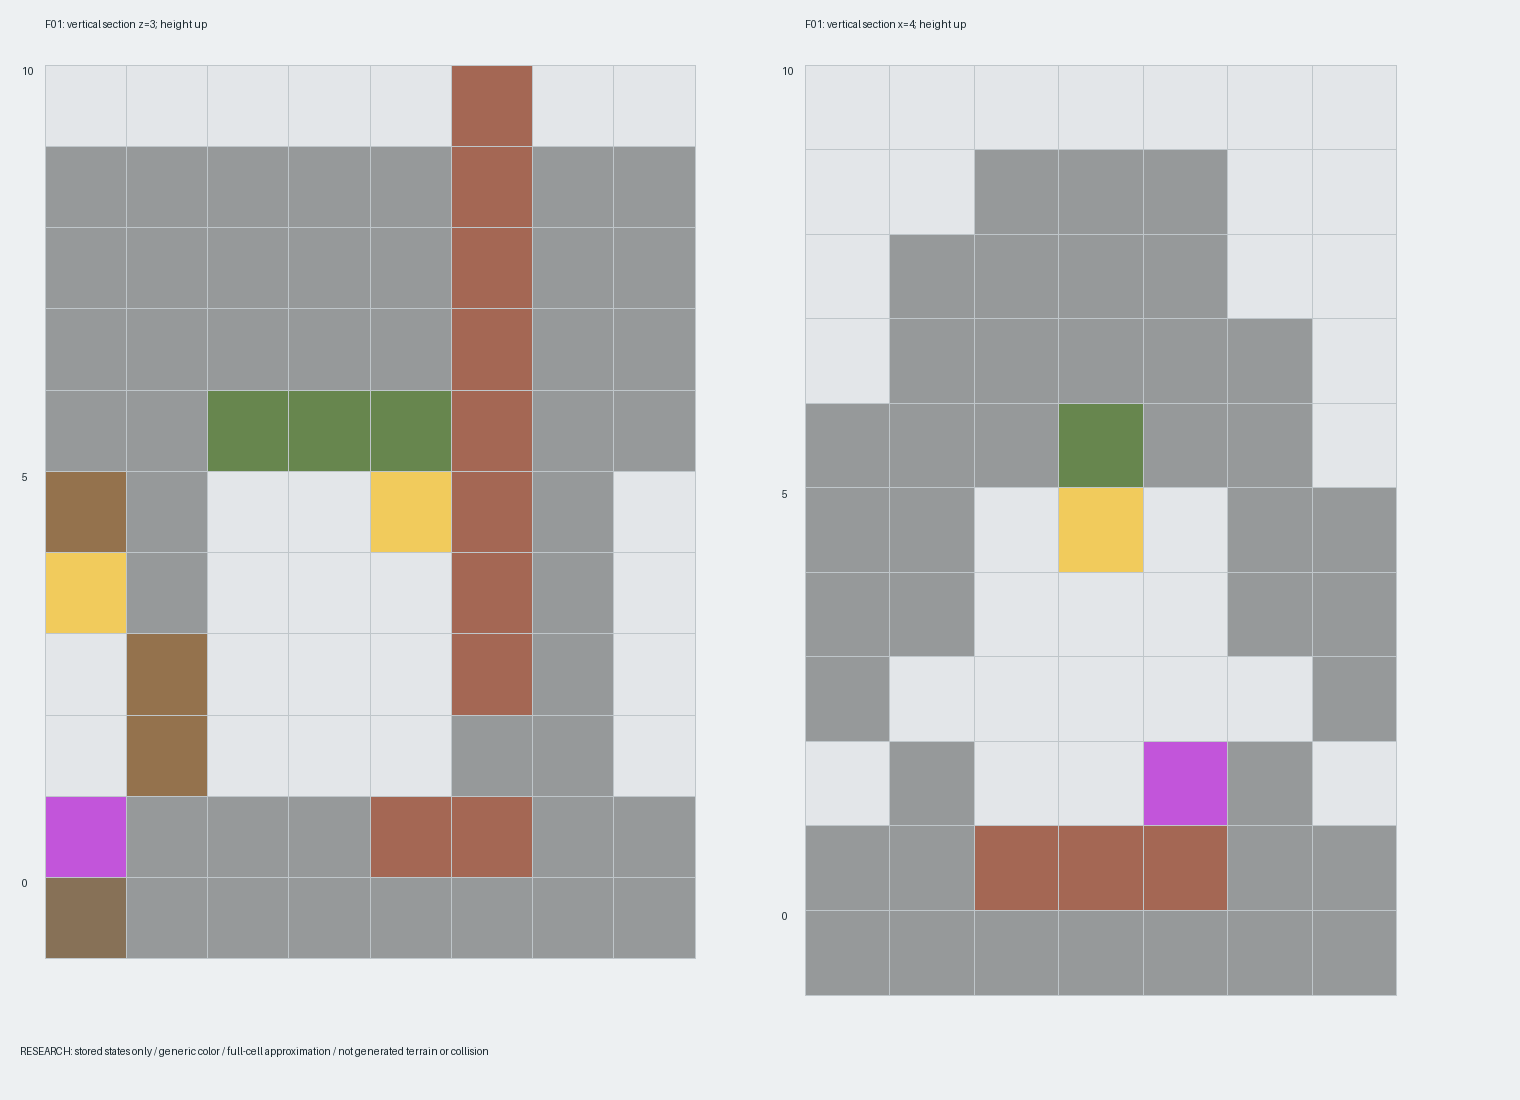 F01: vertical section z=3; height up
F01: vertical section x=4; height up
10
10
5
5
0
0
RESEARCH: stored states only / generic color / full-cell approximation / not generated terrain or collision